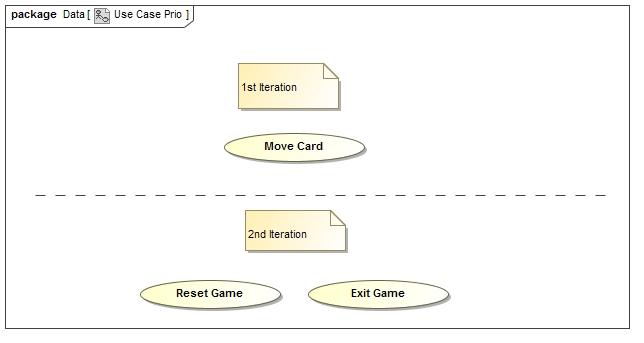 package Data [ Use Case Prio ]
1st Iteration
Move Card
2nd Iteration
Reset Game Exit Game